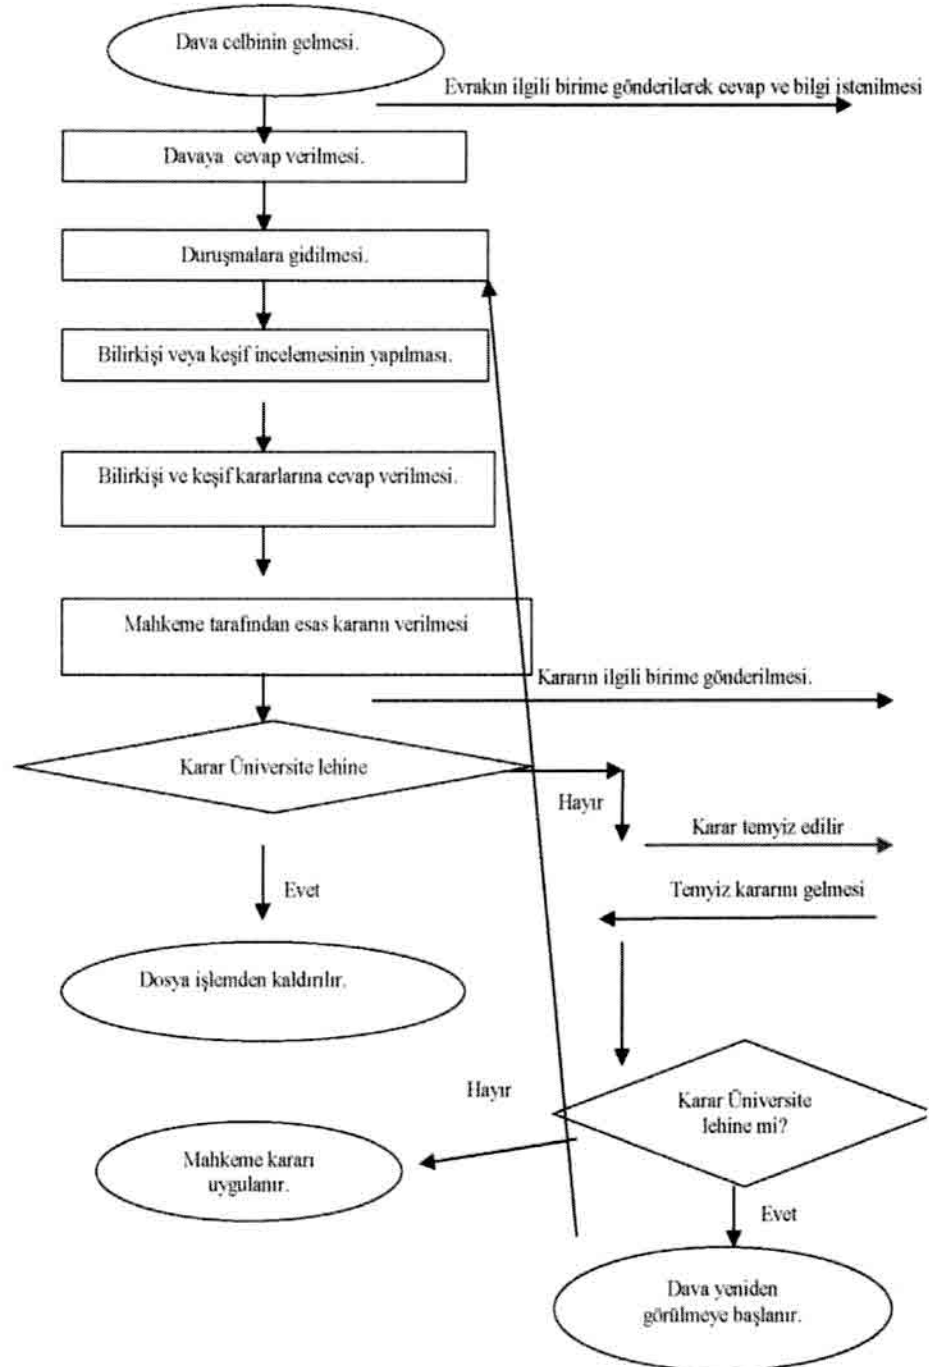 Dava celbinin gelmesi.
Evrakın ilgili birime gönderilerek cevap ve bilgi istenilmesi
Davaya cevap verilmesi.
Duruşmalara gidilmesi.
Bilirkişi veya keşif incelemesinin yapılması.
Bilirkişi ve keşif kararlarına cevap verilmesi.
Mahkeme tarafından esas kararın verilmesi
Kararın ilgili birime gönderilmesi.
Karar Üniversite lehine
Hayır
Karar temyiz edilir
Evet
Temyiz kararını gelmesi
Dosya işlemden kaldırılır.
Hayır
Karar Üniversite
lehine mi?
Mahkeme kararı
uygulanır.
Evet
Dava yeniden
görülmeye başlanır.